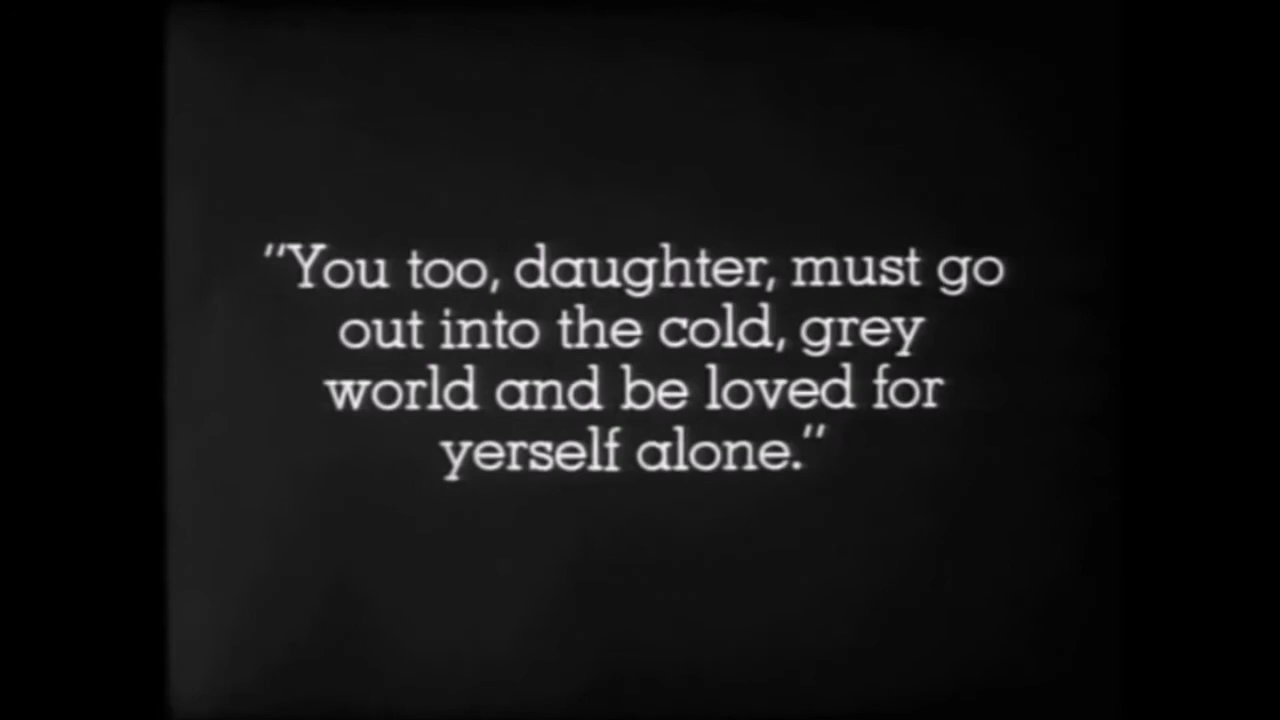 "You too, daughter, must go
out into the cold, grey
world and be loved for
yerself alone."